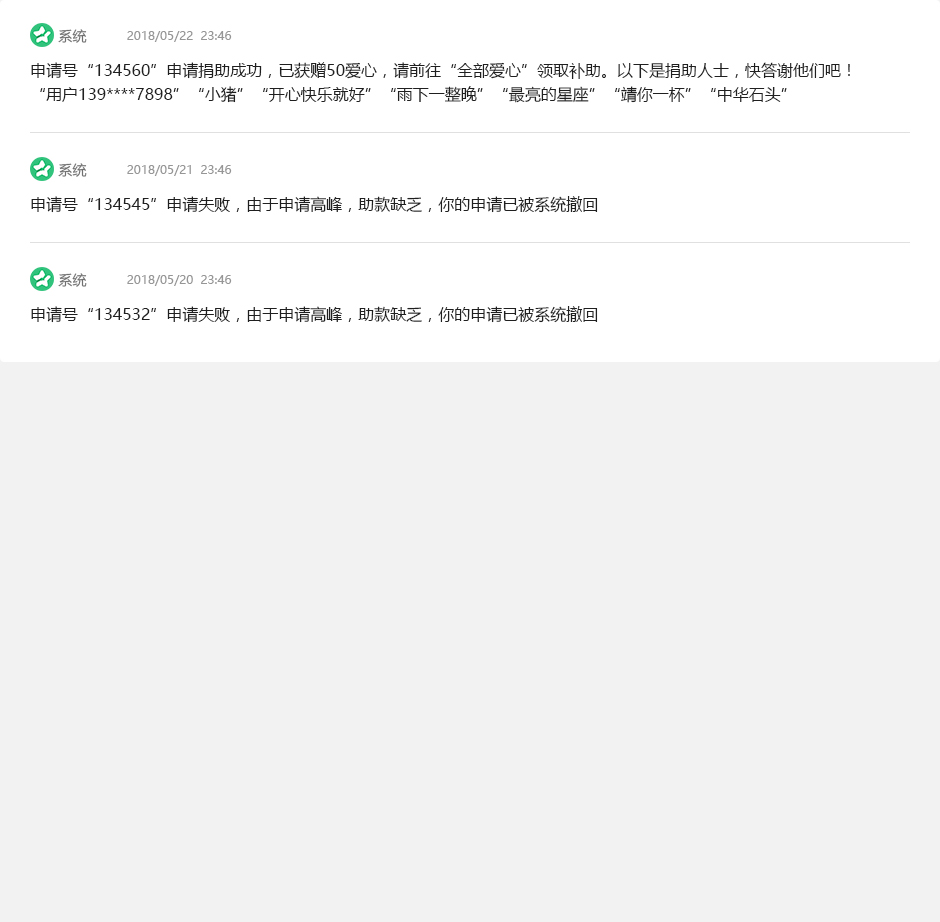 系统 2018/05/22 23:46
申请号“134560”申请捐助成功，已获赠50爱心，请前往“全部爱心”领取补助。以下是捐助人士，快答谢他们吧！
“用户139****7898” “小猪” “开心快乐就好” “雨下一整晚” “最亮的星座” “靖你一杯” “中华石头”
系统 2018/05/21 23:46
申请号“134545”申请失败，由于申请高峰，助款缺乏，你的申请已被系统撤回
系统 2018/05/20 23:46
申请号“134532”申请失败，由于申请高峰，助款缺乏，你的申请已被系统撤回